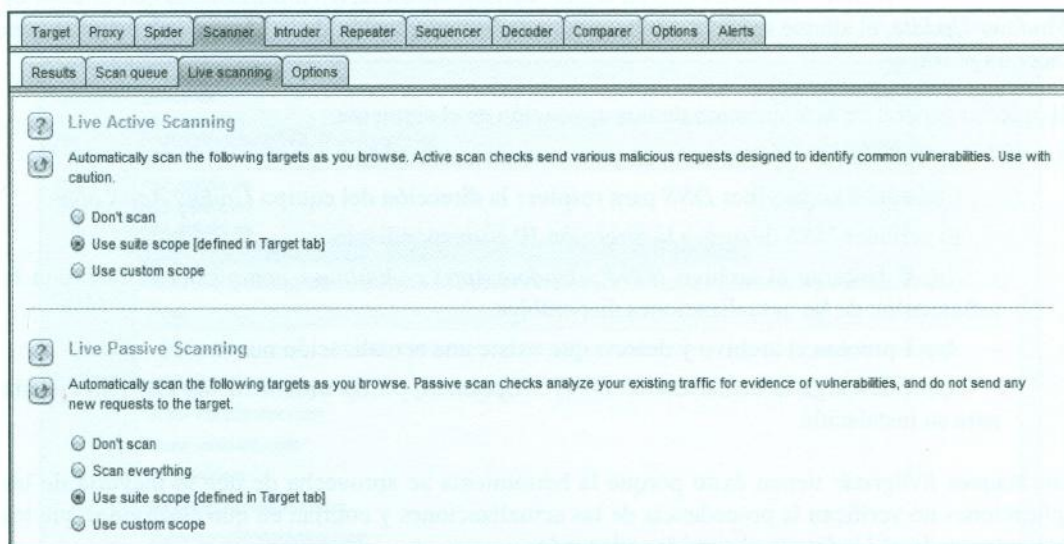 Target Proxy Spider Scanner Intruder Repeater Sequencer Decoder Comparer Options Alerts
Results Scan queue Live scanning Options
? Live Active Scanning
Automatically scan the following targets as you browse. Active scan checks send various malicious requests designed to identify common vulnerabilities. Use with
caution.
Don't scan
Use suite scope [defined in Target tab]
Use custom scope
? Live Passive Scanning
Automatically scan the following targets as you browse. Passive scan checks analyze your existing traffic for evidence of vulnerabilities, and do not send any
new requests to the target.
Don't scan
Scan everything
Use suite scope [defined in Target tab]
Use custom scope